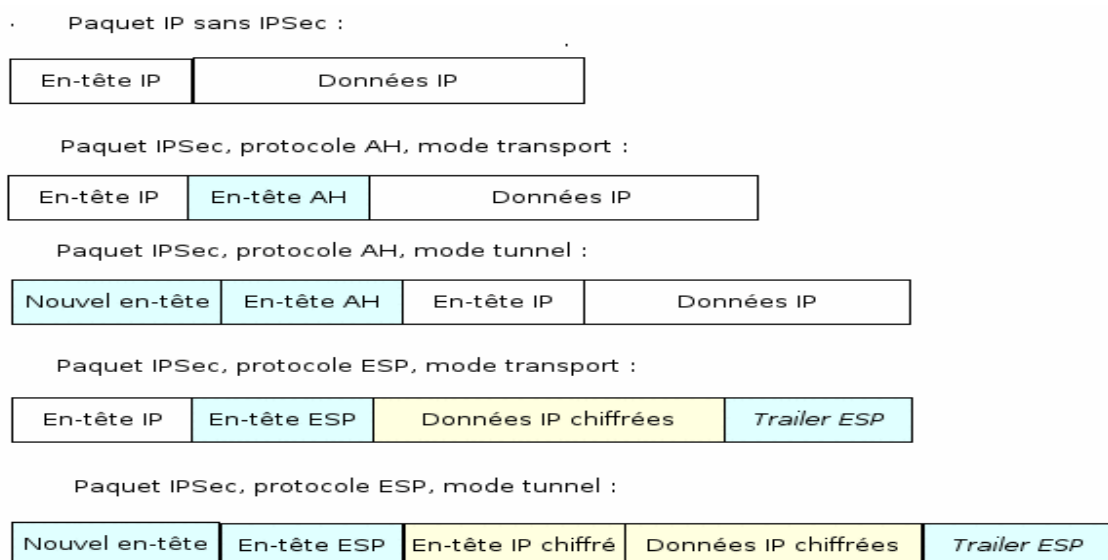 Paquet IP sans IPSec :
En-tête IP Données IP
Paquet IPSec, protocole AH, mode transport :
En-tête IP En-tête AH Données IP
Paquet IPSec, protocole AH, mode tunnel :
Nouvel en-tête En-tête AH En-tête IP Données IP
Paquet IPSec, protocole ESP, mode transport :
En-tête IP En-tête ESP Données IP chiffrées Trailer ESP
Paquet IPSec, protocole ESP, mode tunnel :
Nouvel en-tête En-tête ESP En-tête IP chiffré Données IP chiffrées Trailer ESP